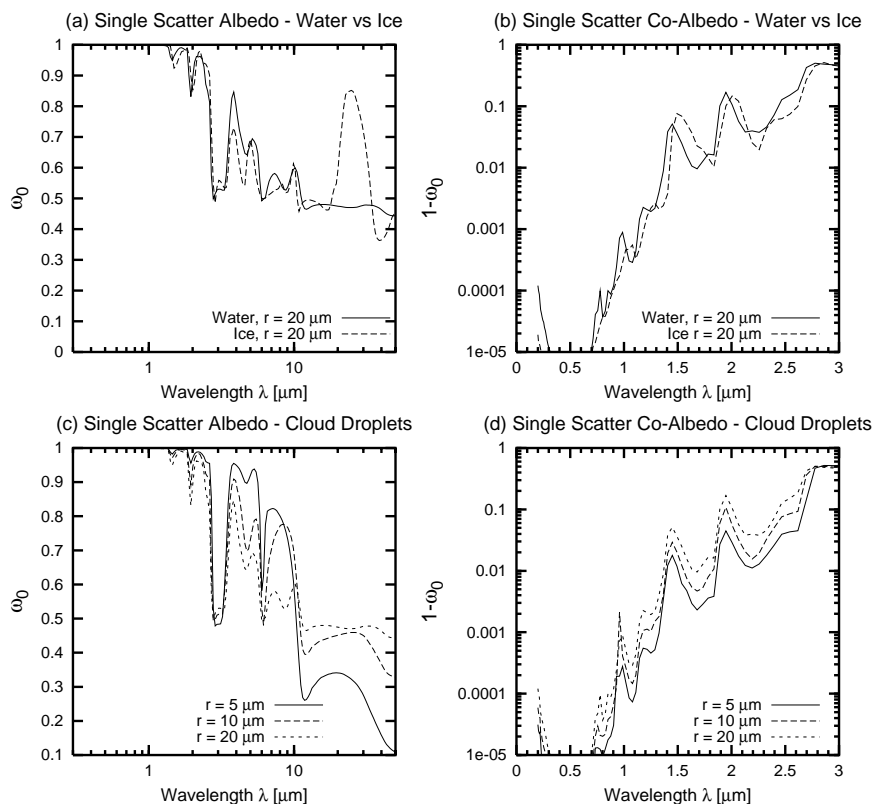 (a) Single Scatter Albedo - Water vs Ice
ω0
1
0.9
0.8
0.7
0.6
0.5
0.4
0.3
0.2
0.1
0
Water, r = 20 μm
Ice, r = 20 μm
1
10
Wavelength λ [μm]
(b) Single Scatter Co-Albedo - Water vs Ice
1-ω0
1
0.1
0.01
0.001
0.0001
1e-05
Water, r = 20 μm
Ice r = 20 μm
0
0.5
1
1.5
2
2.5
3
Wavelength λ [μm]
(c) Single Scatter Albedo - Cloud Droplets
ω0
1
0.9
0.8
0.7
0.6
0.5
0.4
0.3
0.2
0.1
r = 5 μm
r = 10 μm
r = 20 μm
1
10
Wavelength λ [μm]
(d) Single Scatter Co-Albedo - Cloud Droplets
1-ω0
1
0.1
0.01
0.001
0.0001
1e-05
r = 5 μm
r = 10 μm
r = 20 μm
0
0.5
1
1.5
2
2.5
3
Wavelength λ [μm]